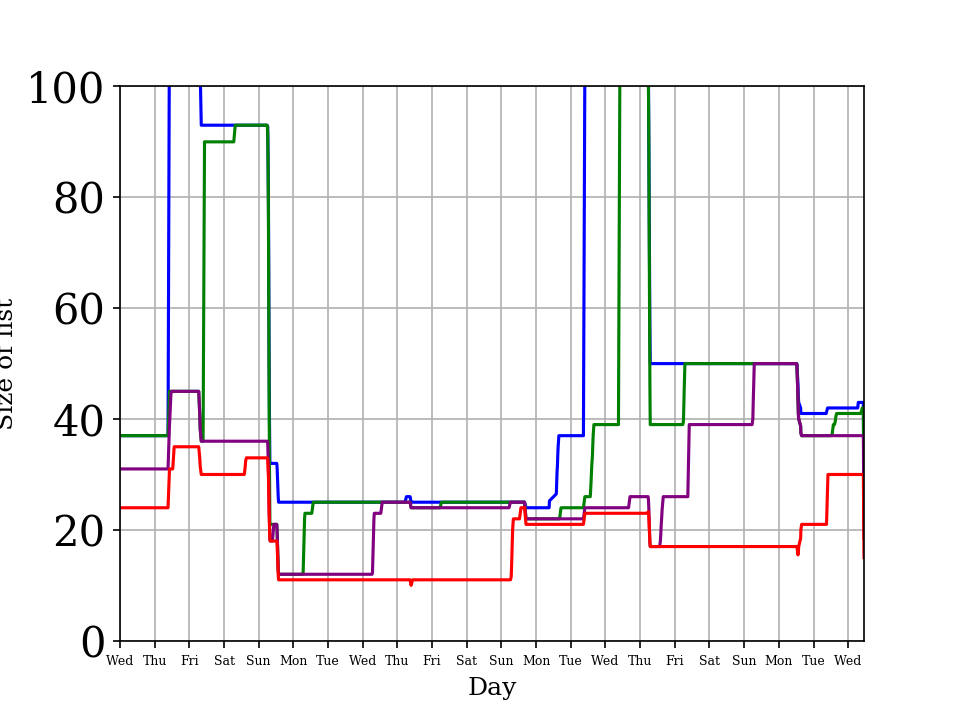 100
80
60
40
20
0
Size of list
Wed Thu Fri Sat Sun Mon Tue Wed Thu Fri Sat Sun Mon Tue Wed Thu Fri Sat Sun Mon Tue Wed
Day